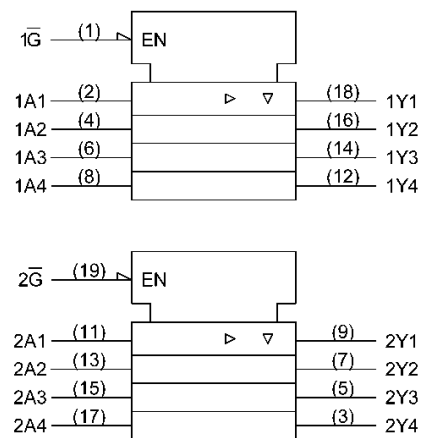 1G̅ (1) EN
1A1 (2) (18) 1Y1
1A2 (4) (16) 1Y2
1A3 (6) (14) 1Y3
1A4 (8) (12) 1Y4
2G̅ (19) EN
2A1 (11) (9) 2Y1
2A2 (13) (7) 2Y2
2A3 (15) (5) 2Y3
2A4 (17) (3) 2Y4